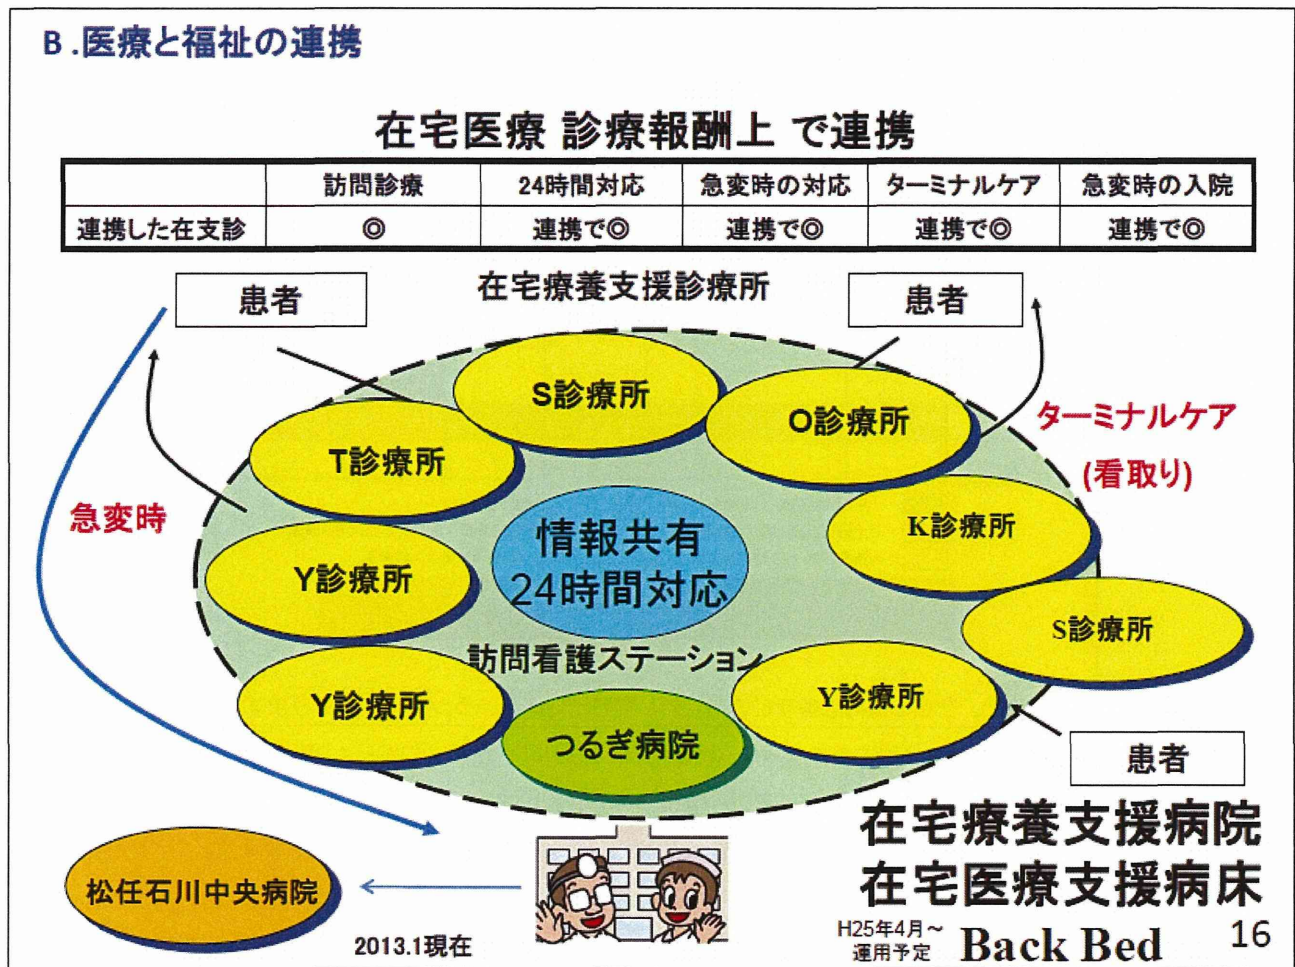 B.医療と福祉の連携
在宅医療 診療報酬上 で連携
訪問診療 24時間対応 急変時の対応 ターミナルケア 急変時の入院
連携した在支診 ◎ 連携で◎ 連携で◎ 連携で◎ 連携で◎
在宅療養支援診療所
患者
患者
S診療所
O診療所
T診療所
ターミナルケア
(看取り)
急変時
K診療所
情報共有
24時間対応
Y診療所
S診療所
訪問看護ステーション
Y診療所
Y診療所
つるぎ病院
患者
在宅療養支援病院
在宅医療支援病床
松任石川中央病院
2013.1現在
H25年4月～
運用予定
Back Bed
16